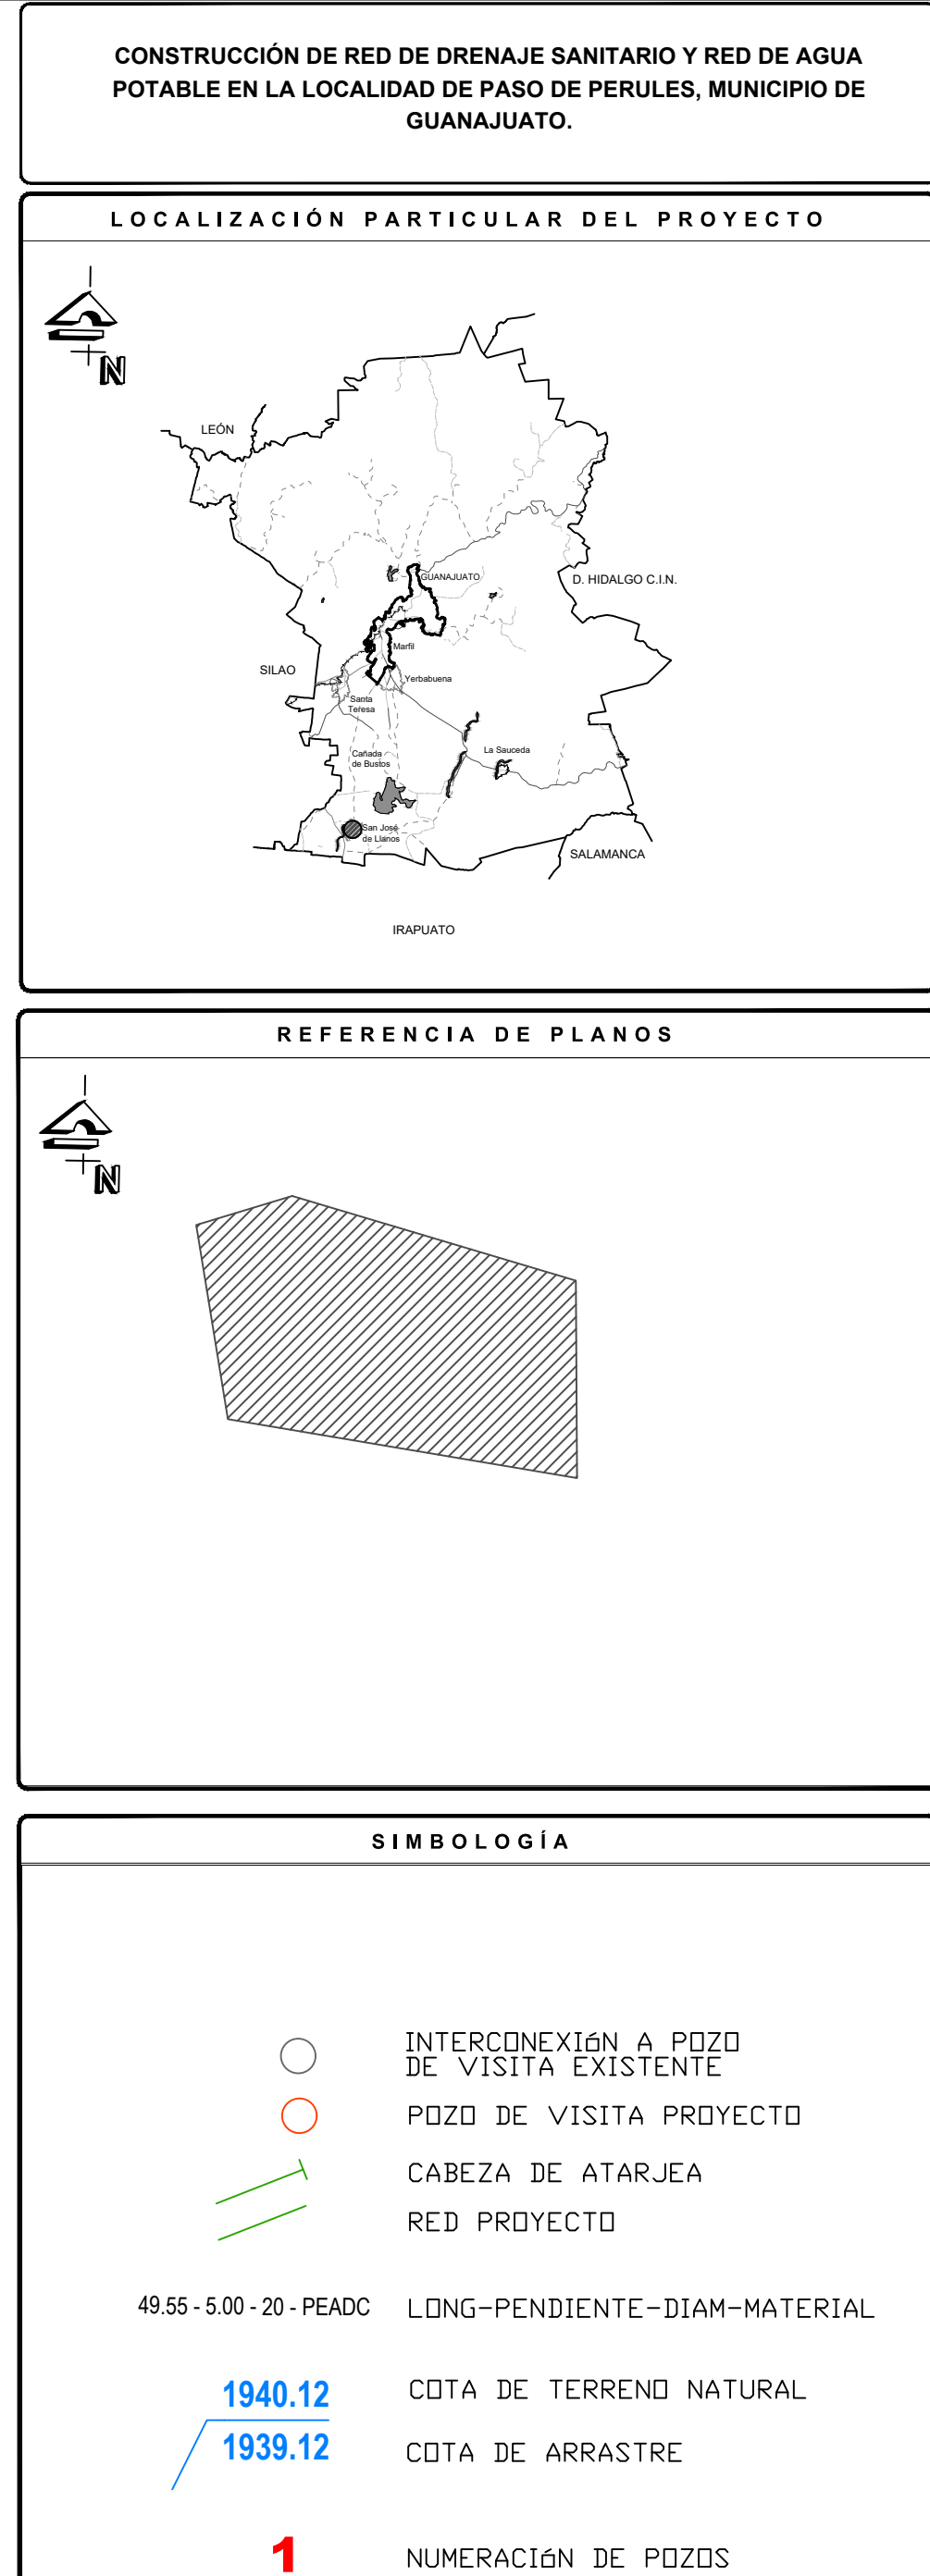 CONSTRUCCIÓN DE RED DE DRENAJE SANITARIO Y RED DE AGUA
POTABLE EN LA LOCALIDAD DE PASO DE PERULES, MUNICIPIO DE
GUANAJUATO.
LOCALIZACIÓN PARTICULAR DEL PROYECTO
N
LEÓN
GUANAJUATO
D. HIDALGO C.I.N.
Marfil
SILAO
Yerbabuena
Santa
Teresa
La Sauceda
Cañada
de Bustos
San José
de Llanos
SALAMANCA
IRAPUATO
REFERENCIA DE PLANOS
N
SIMBOLOGÍA
INTERCONEXIóN A POZO
DE VISITA EXISTENTE
POZO DE VISITA PROYECTO
CABEZA DE ATARJEA
RED PROYECTO
49.55 - 5.00 - 20 - PEADC LONG-PENDIENTE-DIAM-MATERIAL
1940.12 COTA DE TERRENO NATURAL
1939.12 COTA DE ARRASTRE
1 NUMERACIóN DE POZOS